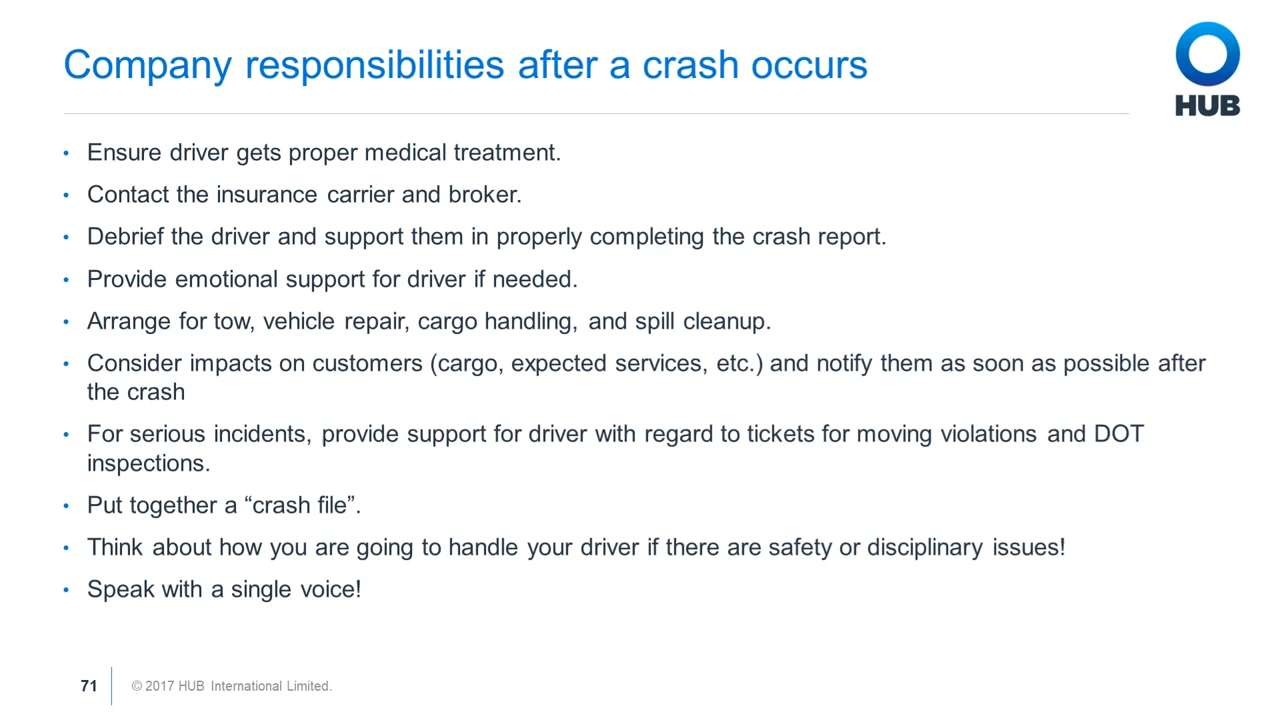 Company responsibilities after a crash occurs
HUB
• Ensure driver gets proper medical treatment.
• Contact the insurance carrier and broker.
• Debrief the driver and support them in properly completing the crash report.
• Provide emotional support for driver if needed.
• Arrange for tow, vehicle repair, cargo handling, and spill cleanup.
• Consider impacts on customers (cargo, expected services, etc.) and notify them as soon as possible after
the crash
• For serious incidents, provide support for driver with regard to tickets for moving violations and DOT
inspections.
• Put together a “crash file”.
• Think about how you are going to handle your driver if there are safety or disciplinary issues!
• Speak with a single voice!
71 © 2017 HUB International Limited.